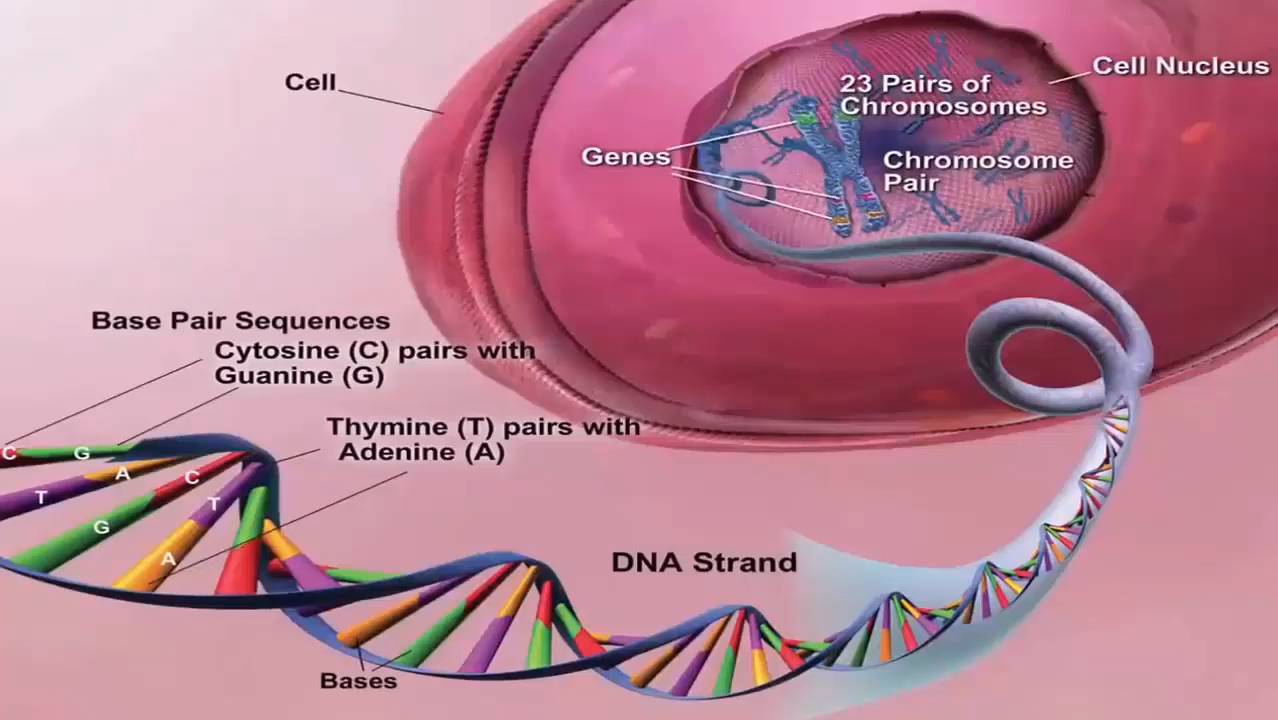 Cell
Cell Nucleus
23 Pairs of
Chromosomes
Genes
Chromosome
Pair
Base Pair Sequences
Cytosine (C) pairs with
Guanine (G)
Thymine (T) pairs with
Adenine (A)
C G
T A
G C
A T
DNA Strand
Bases